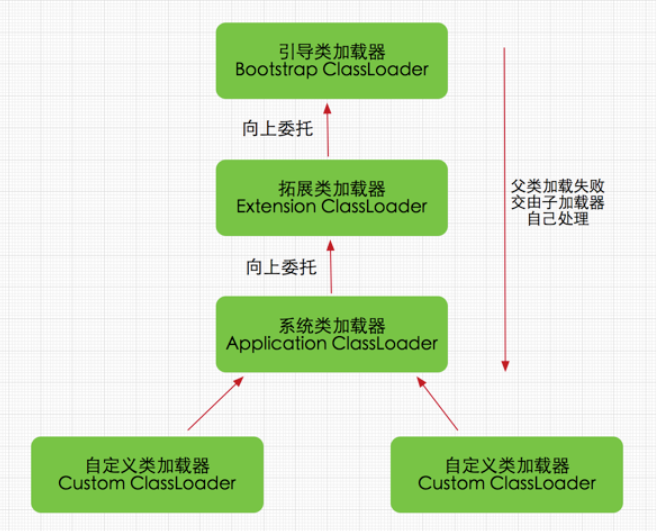 引导类加载器
Bootstrap ClassLoader
向上委托
拓展类加载器
Extension ClassLoader
父类加载失败
交由子加载器
自己处理
向上委托
系统类加载器
Application ClassLoader
自定义类加载器
Custom ClassLoader
自定义类加载器
Custom ClassLoader